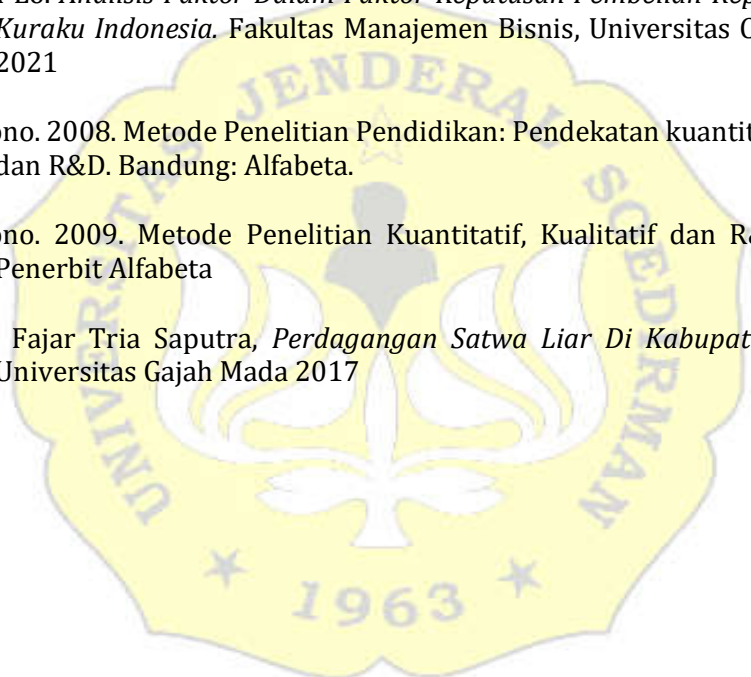 Analisis Faktor Dalam Faktor Keputusan Pembelian
Kuraku Indonesia. Fakultas Manajemen Bisnis, Universitas
2021
ono. 2008. Metode Penelitian Pendidikan: Pendekatan kuantit
dan R&D. Bandung: Alfabeta.
ono. 2009. Metode Penelitian Kuantitatif, Kualitatif dan
Penerbit Alfabeta
Fajar Tria Saputra, Perdagangan Satwa Liar Di Kabupat
Universitas Gajah Mada 2017
UNIVERSITAS JENDERAL SOEDIRMAN
1963